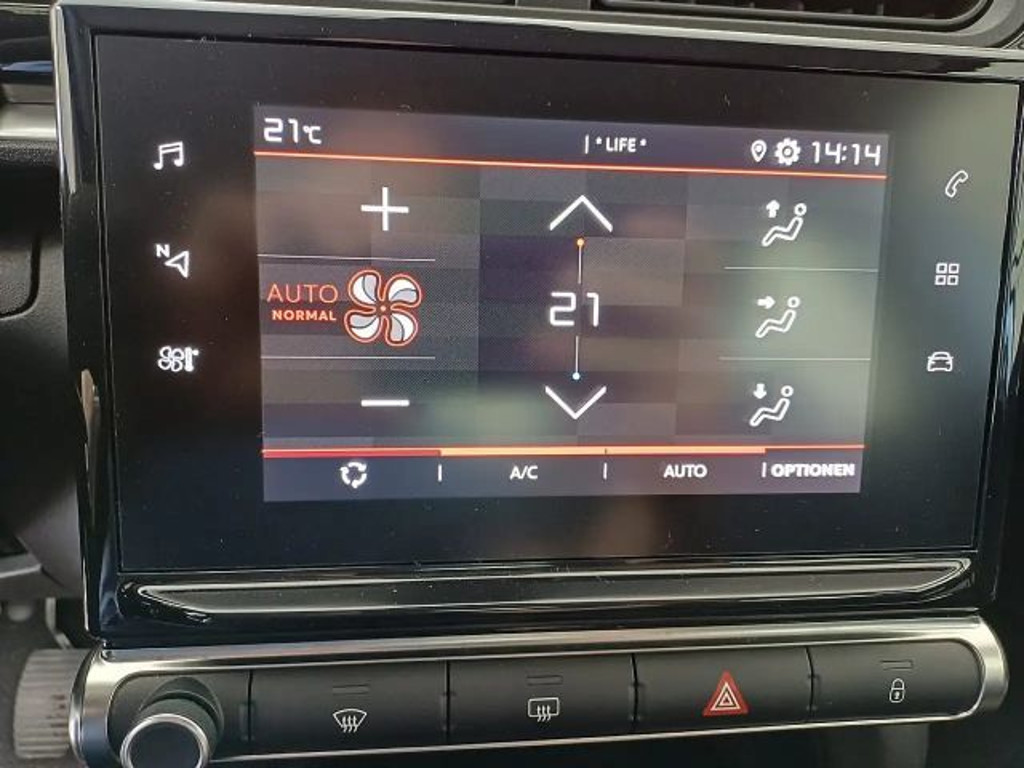 21°C
* LIFE *
14:14
N
AUTO
NORMAL
21
A/C
AUTO
OPTIONEN